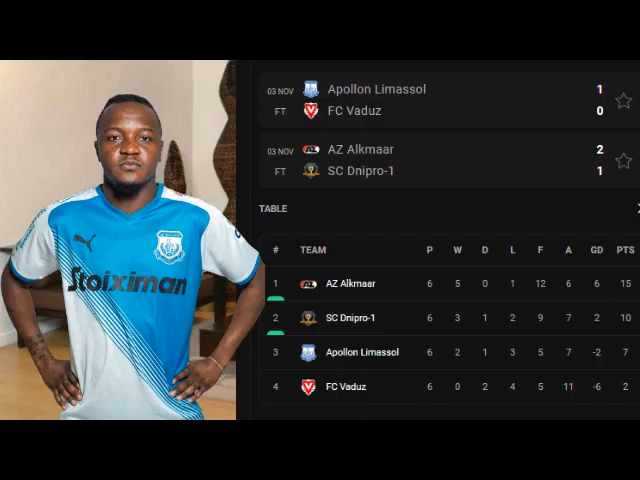 03 NOV Apollon Limassol 1
FT FC Vaduz 0
03 NOV AZ Alkmaar 2
FT SC Dnipro-1 1
TABLE
# TEAM P W D L F A GD PTS
1 AZ Alkmaar 6 5 0 1 12 6 6 15
2 SC Dnipro-1 6 3 1 2 9 7 2 10
3 Apollon Limassol 6 2 1 3 5 7 -2 7
4 FC Vaduz 6 0 2 4 5 11 -6 2
Stoiximan